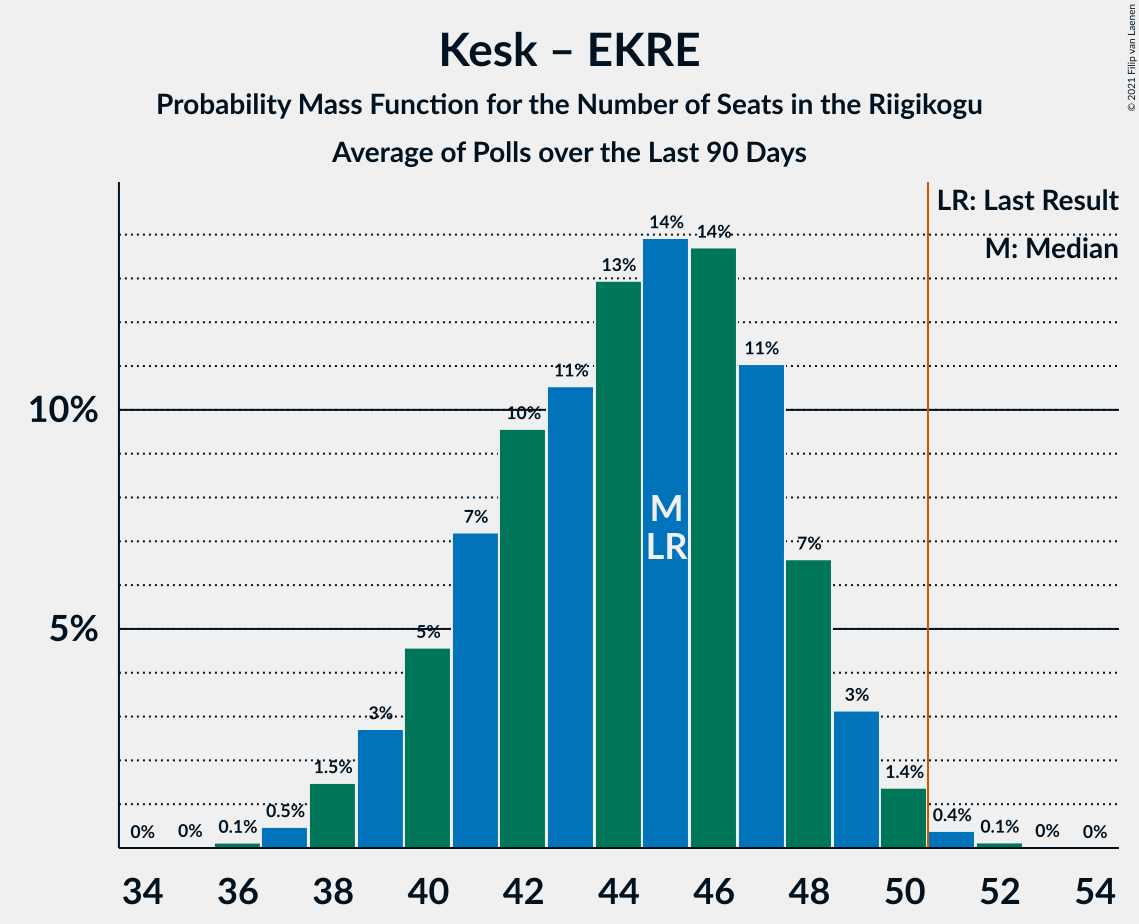 Kesk – EKRE
Probability Mass Function for the Number of Seats in the Riigikogu
Average of Polls over the Last 90 Days
© 2021 Filip van Laenen
LR: Last Result
M: Median
10%
5%
0%
0%
0.1%
0.5%
1.5%
3%
5%
7%
10%
11%
13%
14%
14%
11%
7%
3%
1.4%
0.4%
0.1%
0%
0%
M
LR
34 36 38 40 42 44 46 48 50 52 54